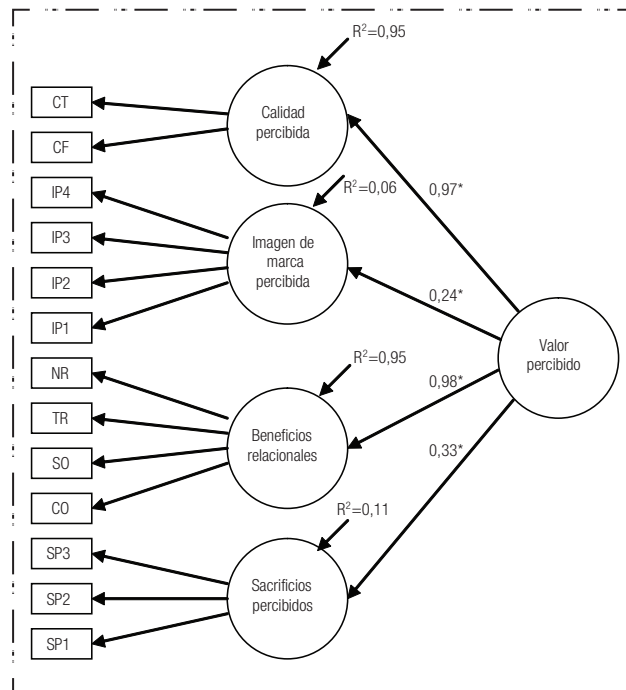 R²=0,95
CT
Calidad
percibida
CF
0,97*
R²=0,06
IP4
IP3
Imagen de
marca
percibida
IP2
0,24*
IP1
Valor
percibido
R²=0,95
NR
0,98*
TR
Beneficios
relacionales
SO
0,33*
CO
R²=0,11
SP3
Sacrificios
percibidos
SP2
SP1